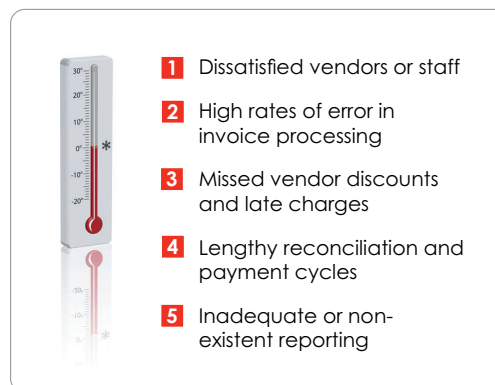 30°
20°
10°
0°
*
-10°
-20°
1 Dissatisfied vendors or staff
2 High rates of error in
invoice processing
3 Missed vendor discounts
and late charges
4 Lengthy reconciliation and
payment cycles
5 Inadequate or non-
existent reporting